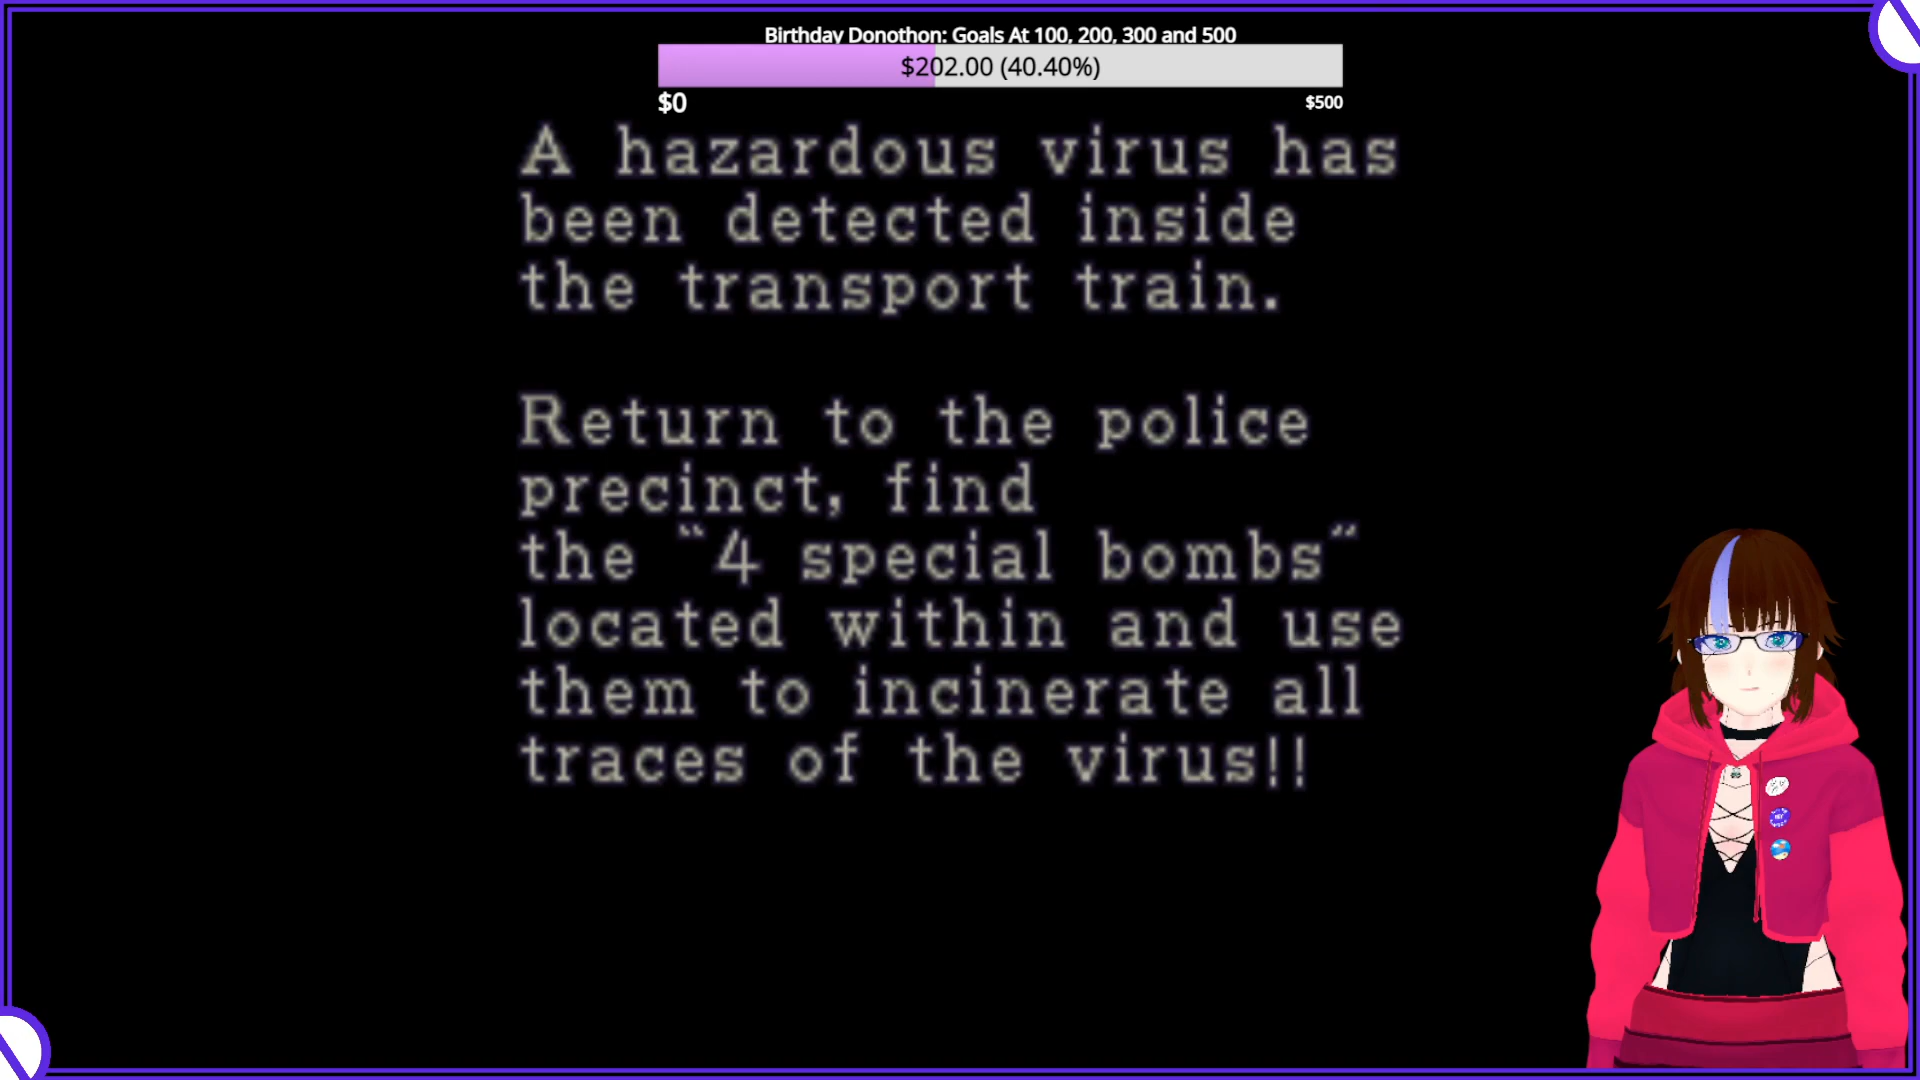 Birthday Donothon: Goals At 100, 200, 300 and 500
$202.00 (40.40%)
$0 $500
A hazardous virus has
been detected inside
the transport train.
Return to the police
precinct, find
the “4 special bombs”
located within and use
them to incinerate all
traces of the virus!!